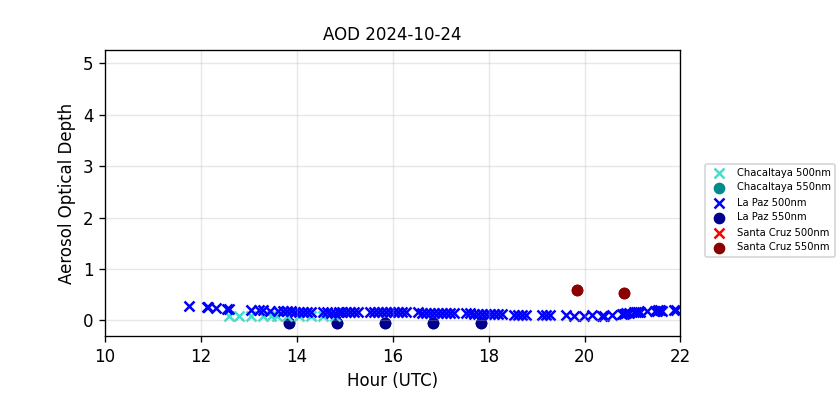 AOD 2024-10-24
Aerosol Optical Depth
5
4
3
2
1
0
10 12 14 16 18 20 22
Hour (UTC)
Chacaltaya 500nm
Chacaltaya 550nm
La Paz 500nm
La Paz 550nm
Santa Cruz 500nm
Santa Cruz 550nm